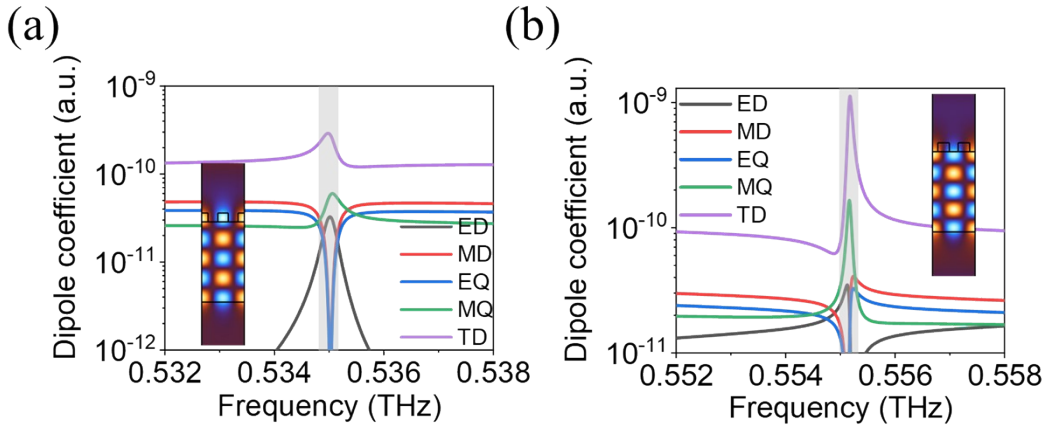 (a)
Dipole coefficient (a.u.)
10⁻⁹
10⁻¹⁰
10⁻¹¹
10⁻¹²
ED
MD
EQ
MQ
TD
0.532 0.534 0.536 0.538
Frequency (THz)
(b)
Dipole coefficient (a.u.)
10⁻⁹
10⁻¹⁰
10⁻¹¹
ED
MD
EQ
MQ
TD
0.552 0.554 0.556 0.558
Frequency (THz)